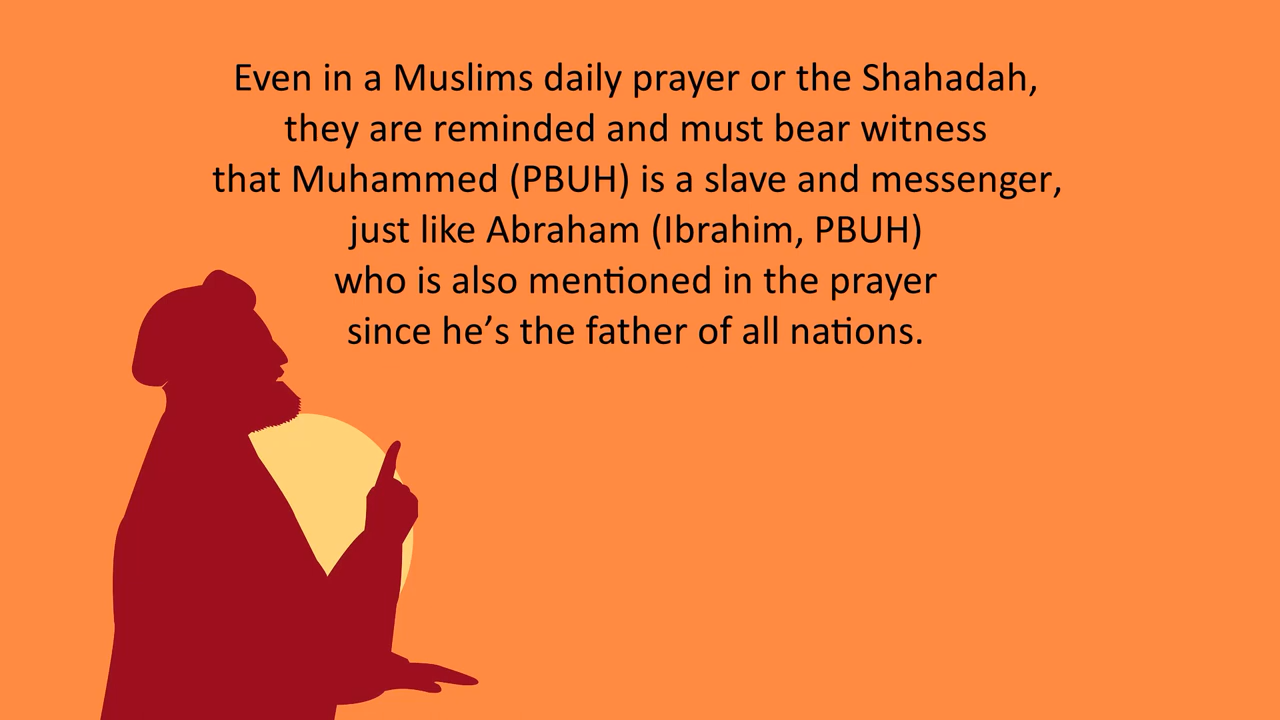 Even in a Muslims daily prayer or the Shahadah,
they are reminded and must bear witness
that Muhammed (PBUH) is a slave and messenger,
just like Abraham (Ibrahim, PBUH)
who is also mentioned in the prayer
since he’s the father of all nations.